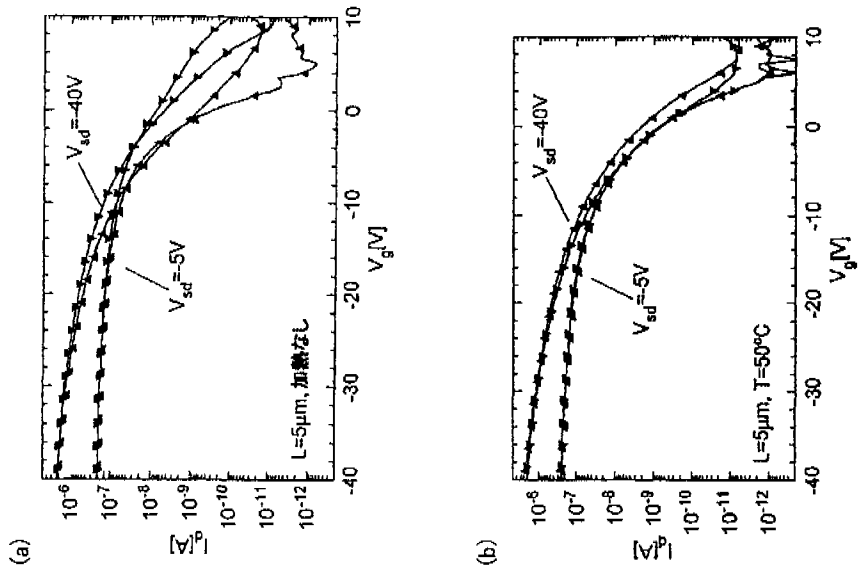 (a)
I_d[A]
10^-6
10^-7
10^-8
10^-9
10^-10
10^-11
10^-12
V_sd=-40V
V_sd=-5V
L=5μm, 加熱なし
-40
-30
-20
-10
0
10
V_g[V]
(b)
I_d[A]
10^-6
10^-7
10^-8
10^-9
10^-10
10^-11
10^-12
V_sd=-40V
V_sd=-5V
L=5μm, T=50°C
-40
-30
-20
-10
0
10
V_g[V]